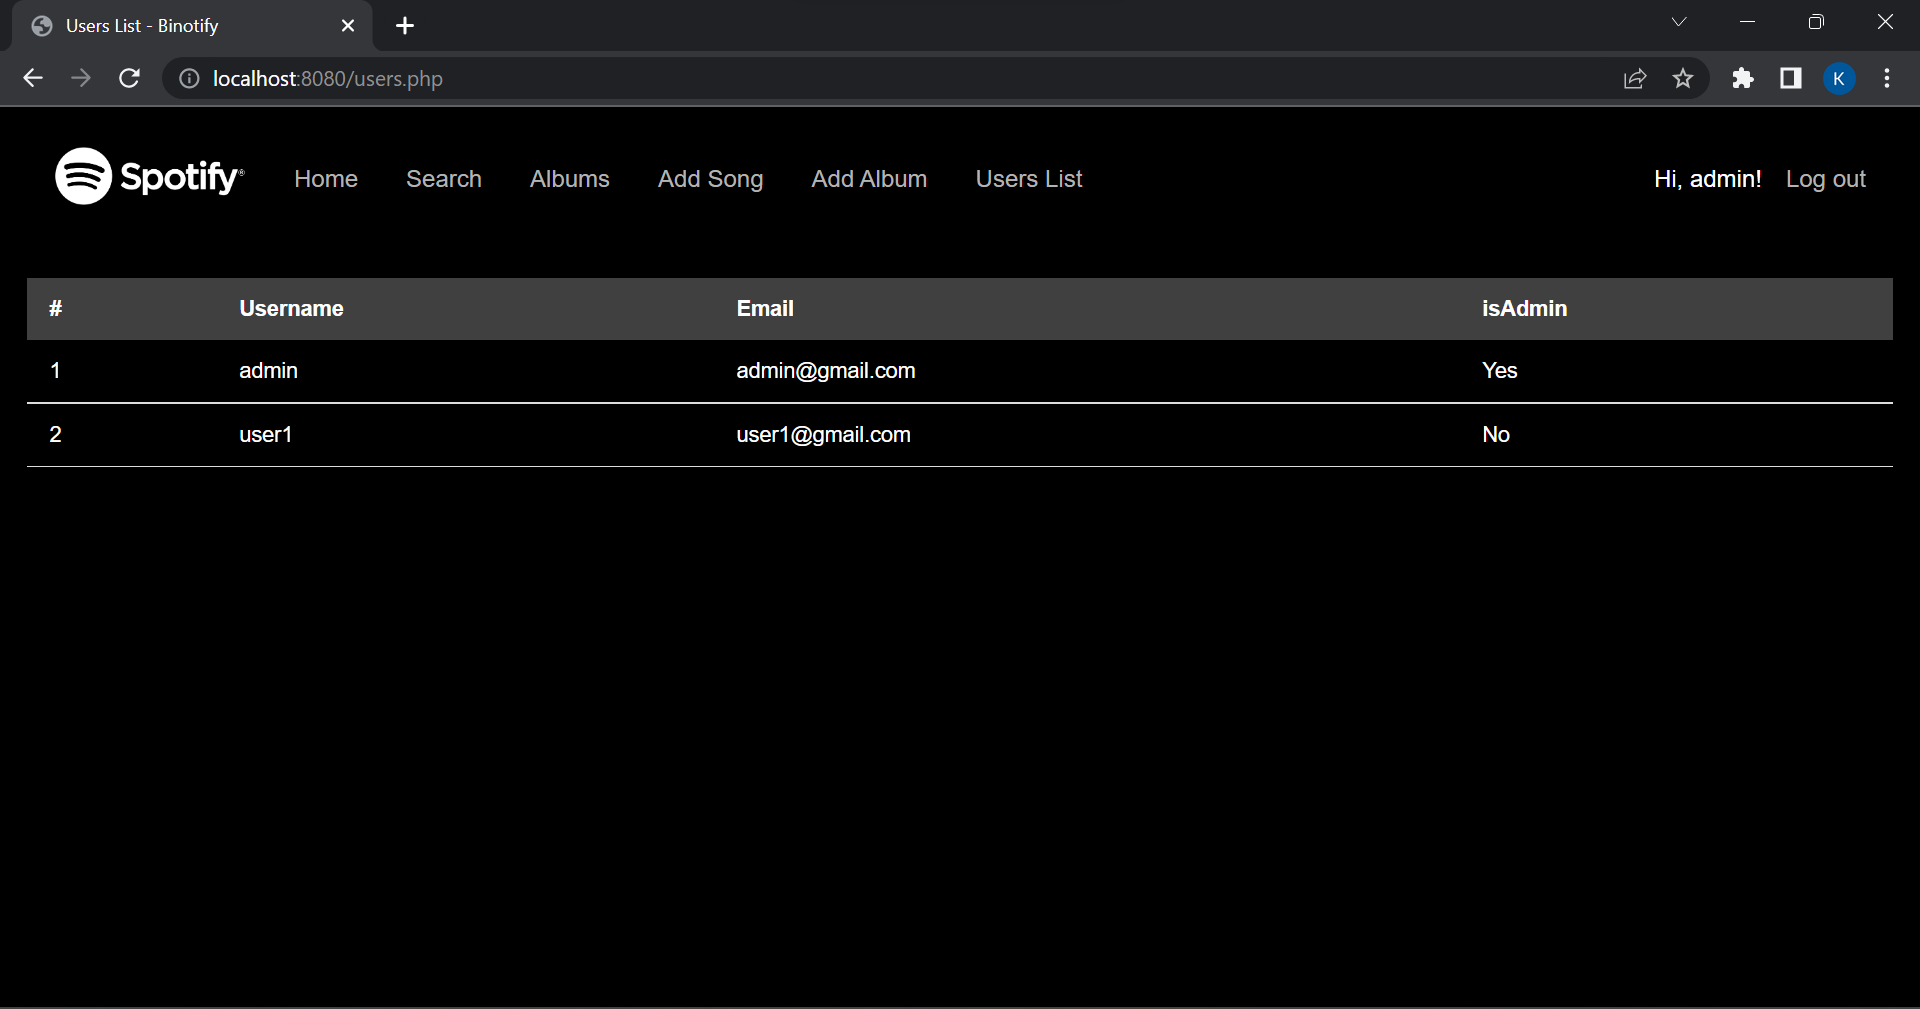 Users List - Binotify
localhost:8080/users.php
K
Spotify® Home Search Albums Add Song Add Album Users List Hi, admin! Log out
# Username Email isAdmin
1 admin admin@gmail.com Yes
2 user1 user1@gmail.com No